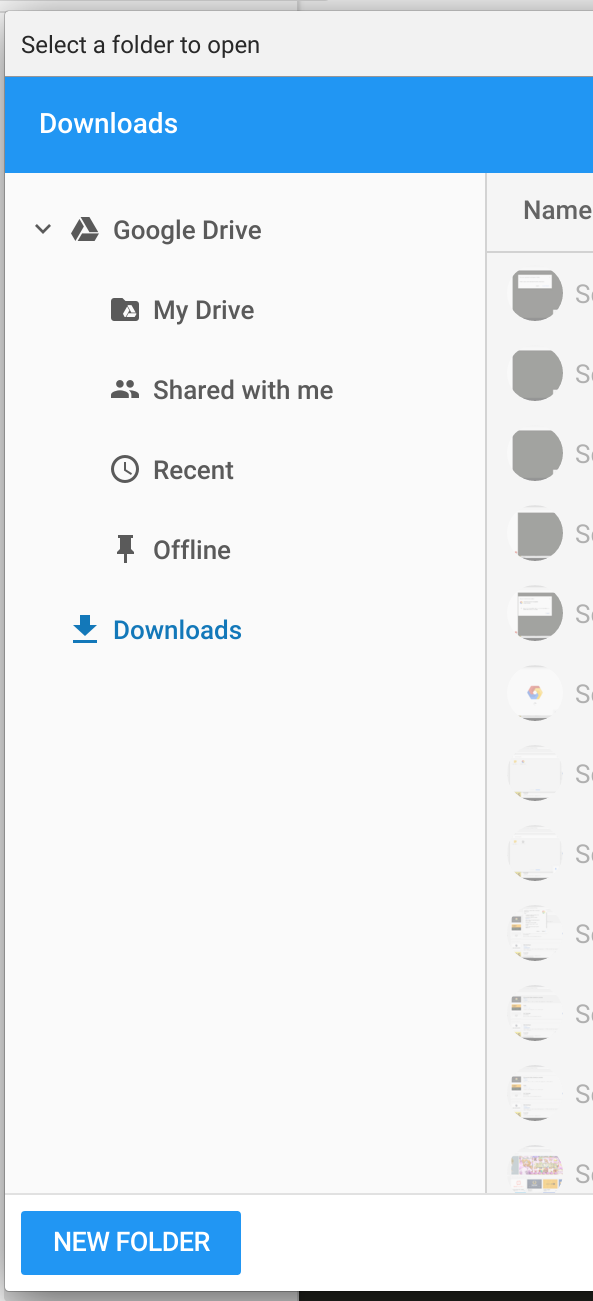 Select a folder to open
Downloads
Google Drive
My Drive
Shared with me
Recent
Offline
Downloads
Name
NEW FOLDER